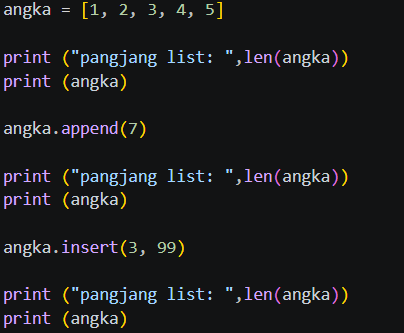 angka = [1, 2, 3, 4, 5]
print ("pangjang list: ",len(angka))
print (angka)
angka.append(7)
print ("pangjang list: ",len(angka))
print (angka)
angka.insert(3, 99)
print ("pangjang list: ",len(angka))
print (angka)